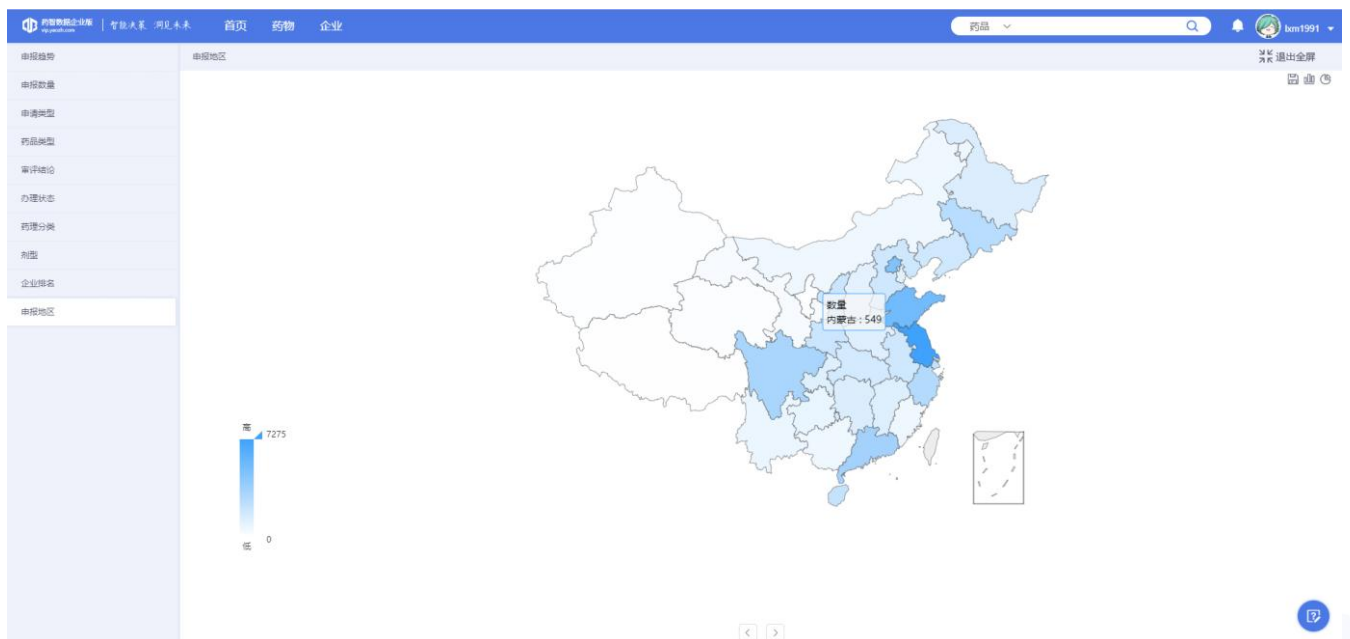 药智数据企业版 智能决策 洞见未来 首页 药物 企业 药品 lxm1991
vip.yaozh.com
申报趋势
申报地区
退出全屏
申报数量
申请类型
药品类型
审评结论
办理状态
药理分类
剂型
企业排名
申报地区
数量
内蒙古：549
高
7275
0
低